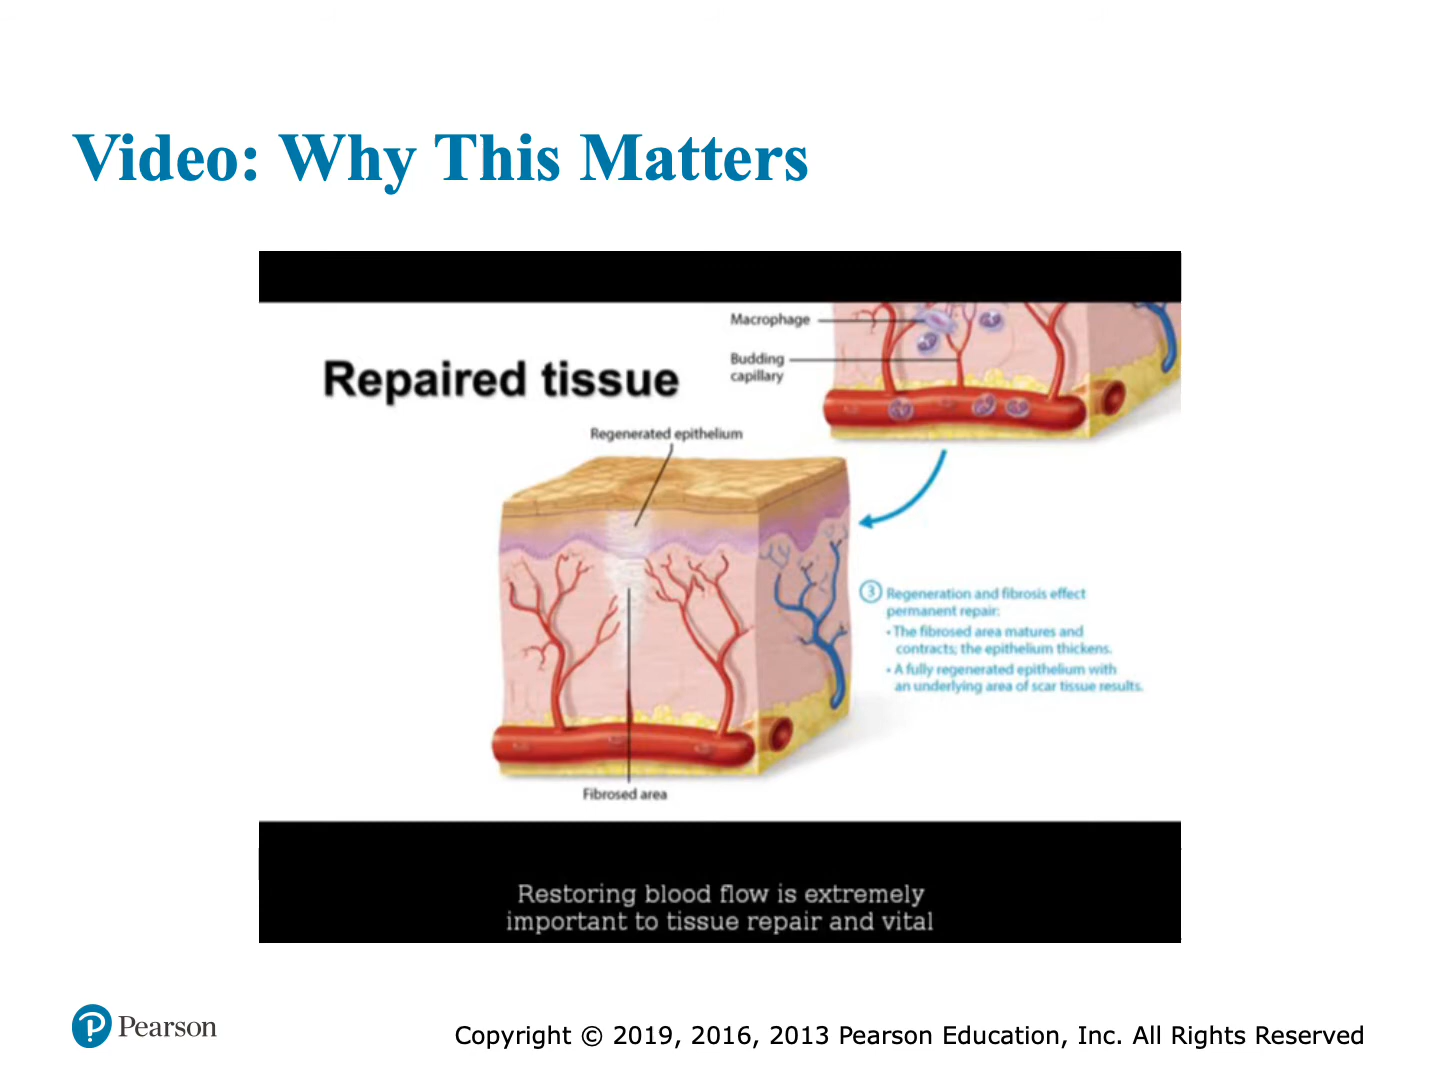 Video: Why This Matters
Macrophage
Budding
capillary
Repaired tissue
Regenerated epithelium
3 Regeneration and fibrosis effect
permanent repair:
• The fibrosed area matures and
contracts; the epithelium thickens.
• A fully regenerated epithelium with
an underlying area of scar tissue results.
Fibrosed area
Restoring blood flow is extremely
important to tissue repair and vital
Pearson
Copyright © 2019, 2016, 2013 Pearson Education, Inc. All Rights Reserved